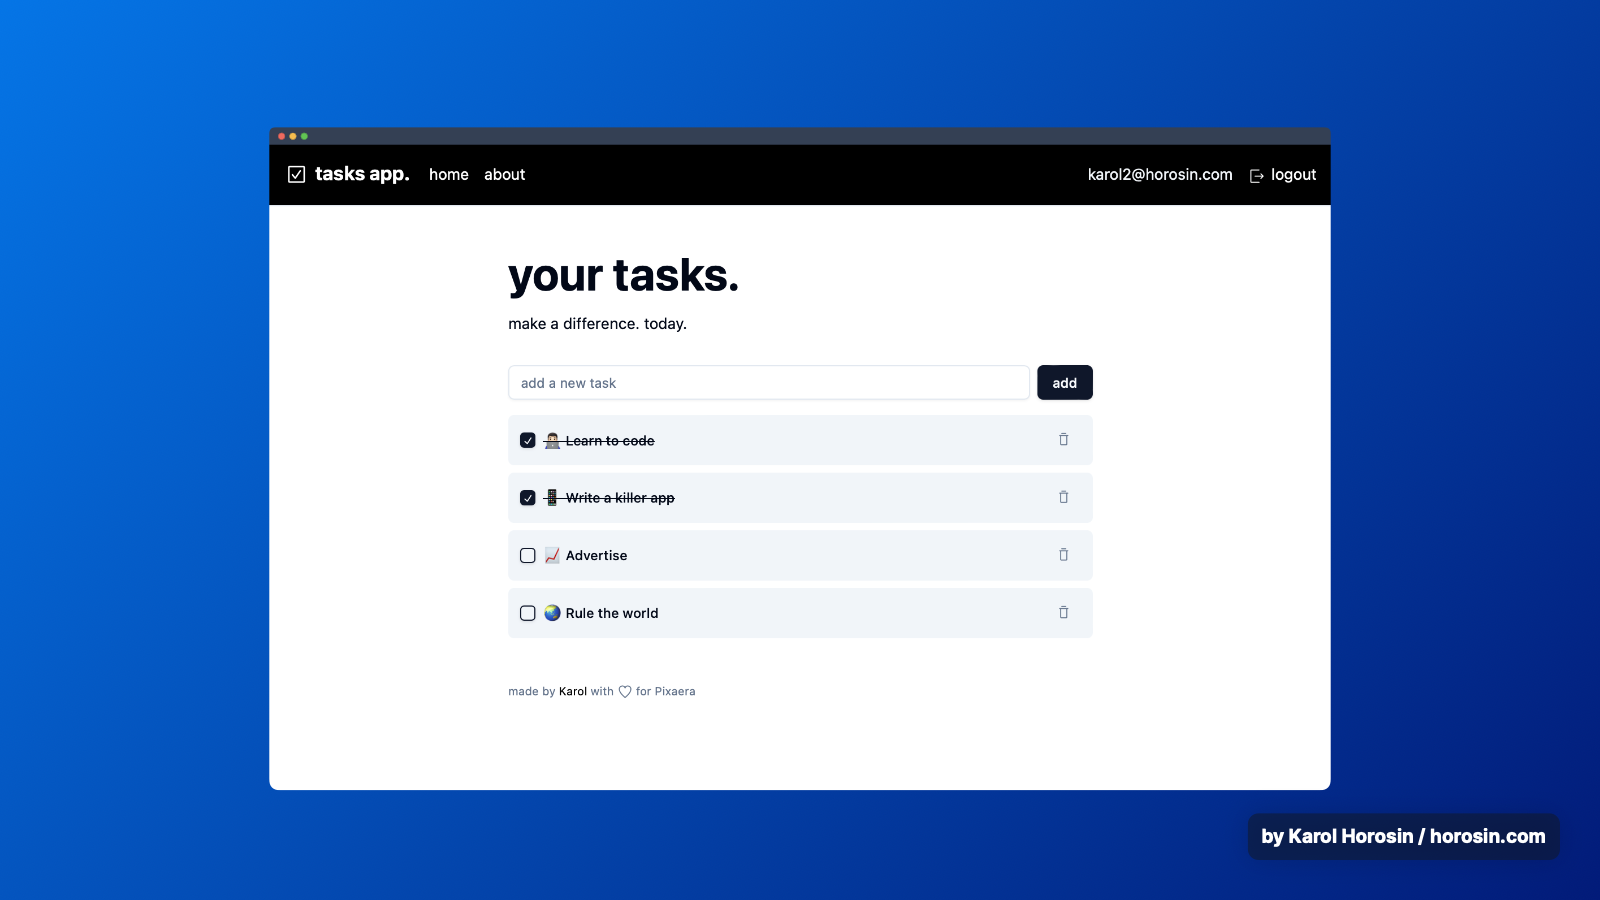 tasks app. home about karol2@horosin.com logout
your tasks.
make a difference. today.
add a new task add
👨🏻‍💻 Learn to code
📱 Write a killer app
📈 Advertise
🌏 Rule the world
made by Karol with ♡ for Pixaera
by Karol Horosin / horosin.com